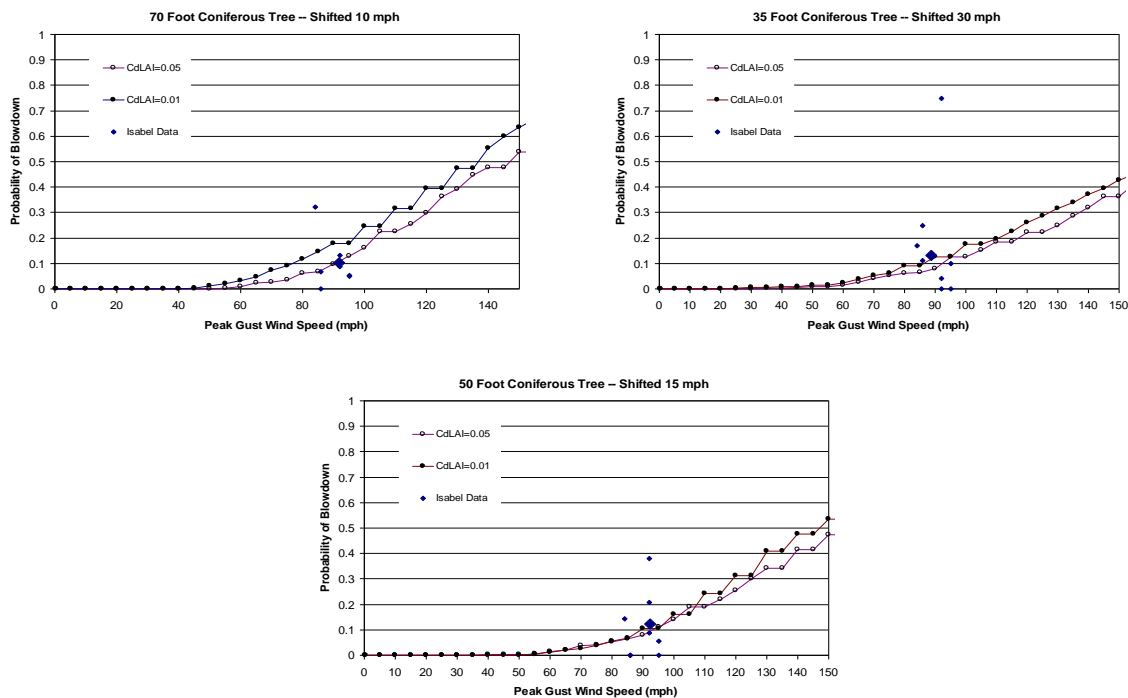 70 Foot Coniferous Tree -- Shifted 10 mph
1
0.9
0.8
0.7
0.6
0.5
0.4
0.3
0.2
0.1
0
Probability of Blowdown
CdLAI=0.05
CdLAI=0.01
Isabel Data
0 20 40 60 80 100 120 140
Peak Gust Wind Speed (mph)
35 Foot Coniferous Tree -- Shifted 30 mph
1
0.9
0.8
0.7
0.6
0.5
0.4
0.3
0.2
0.1
0
Probability of Blowdown
CdLAI=0.05
CdLAI=0.01
Isabel Data
0 10 20 30 40 50 60 70 80 90 100 110 120 130 140 150
Peak Gust Wind Speed (mph)
50 Foot Coniferous Tree -- Shifted 15 mph
1
0.9
0.8
0.7
0.6
0.5
0.4
0.3
0.2
0.1
0
Probability of Blowdown
CdLAI=0.05
CdLAI=0.01
Isabel Data
0 10 20 30 40 50 60 70 80 90 100 110 120 130 140 150
Peak Gust Wind Speed (mph)